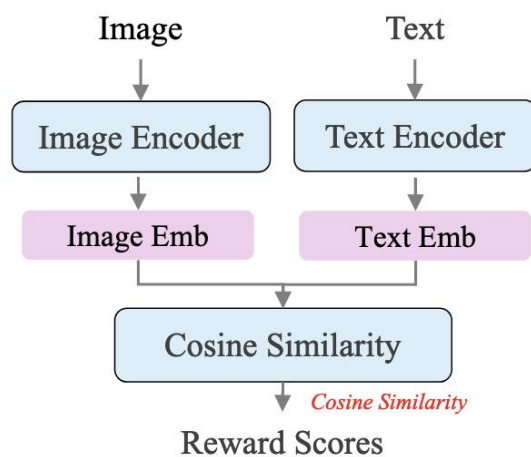 Image
Text
Image Encoder
Text Encoder
Image Emb
Text Emb
Cosine Similarity
Cosine Similarity
Reward Scores